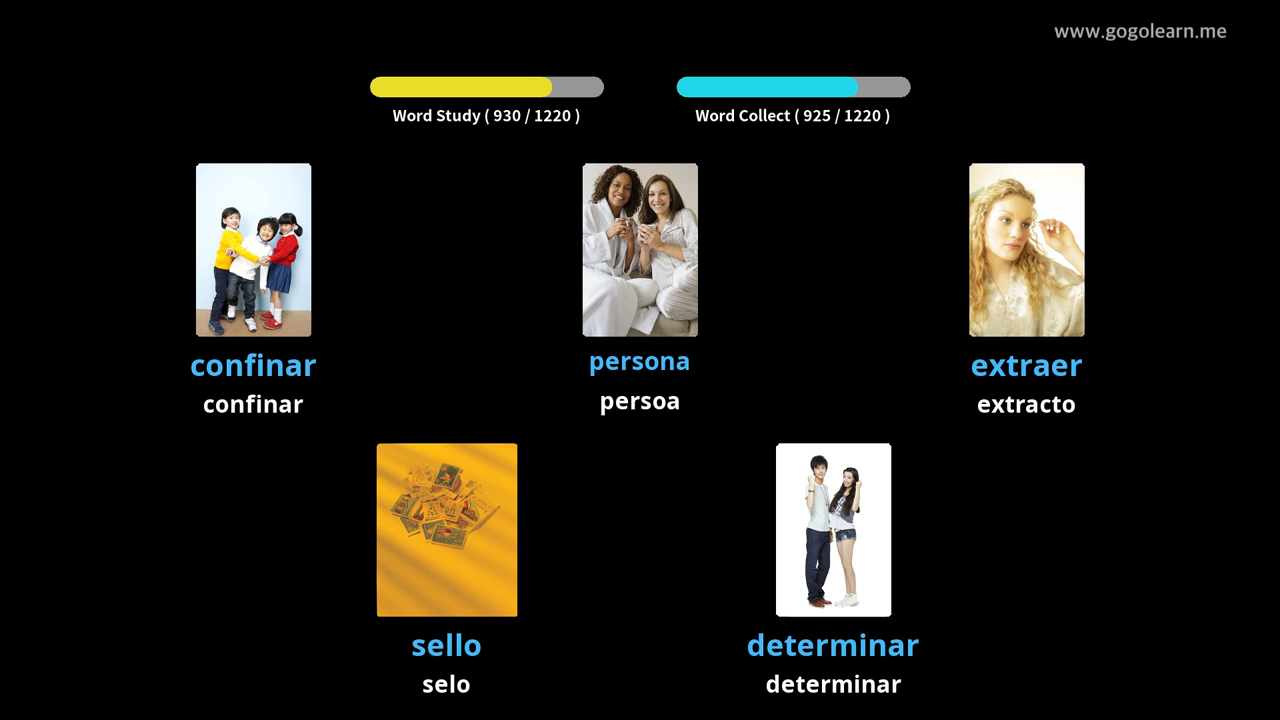 www.gogolearn.me
Word Study ( 930 / 1220 )
Word Collect ( 925 / 1220 )
confinar
confinar
persona
persoa
extraer
extracto
sello
selo
determinar
determinar